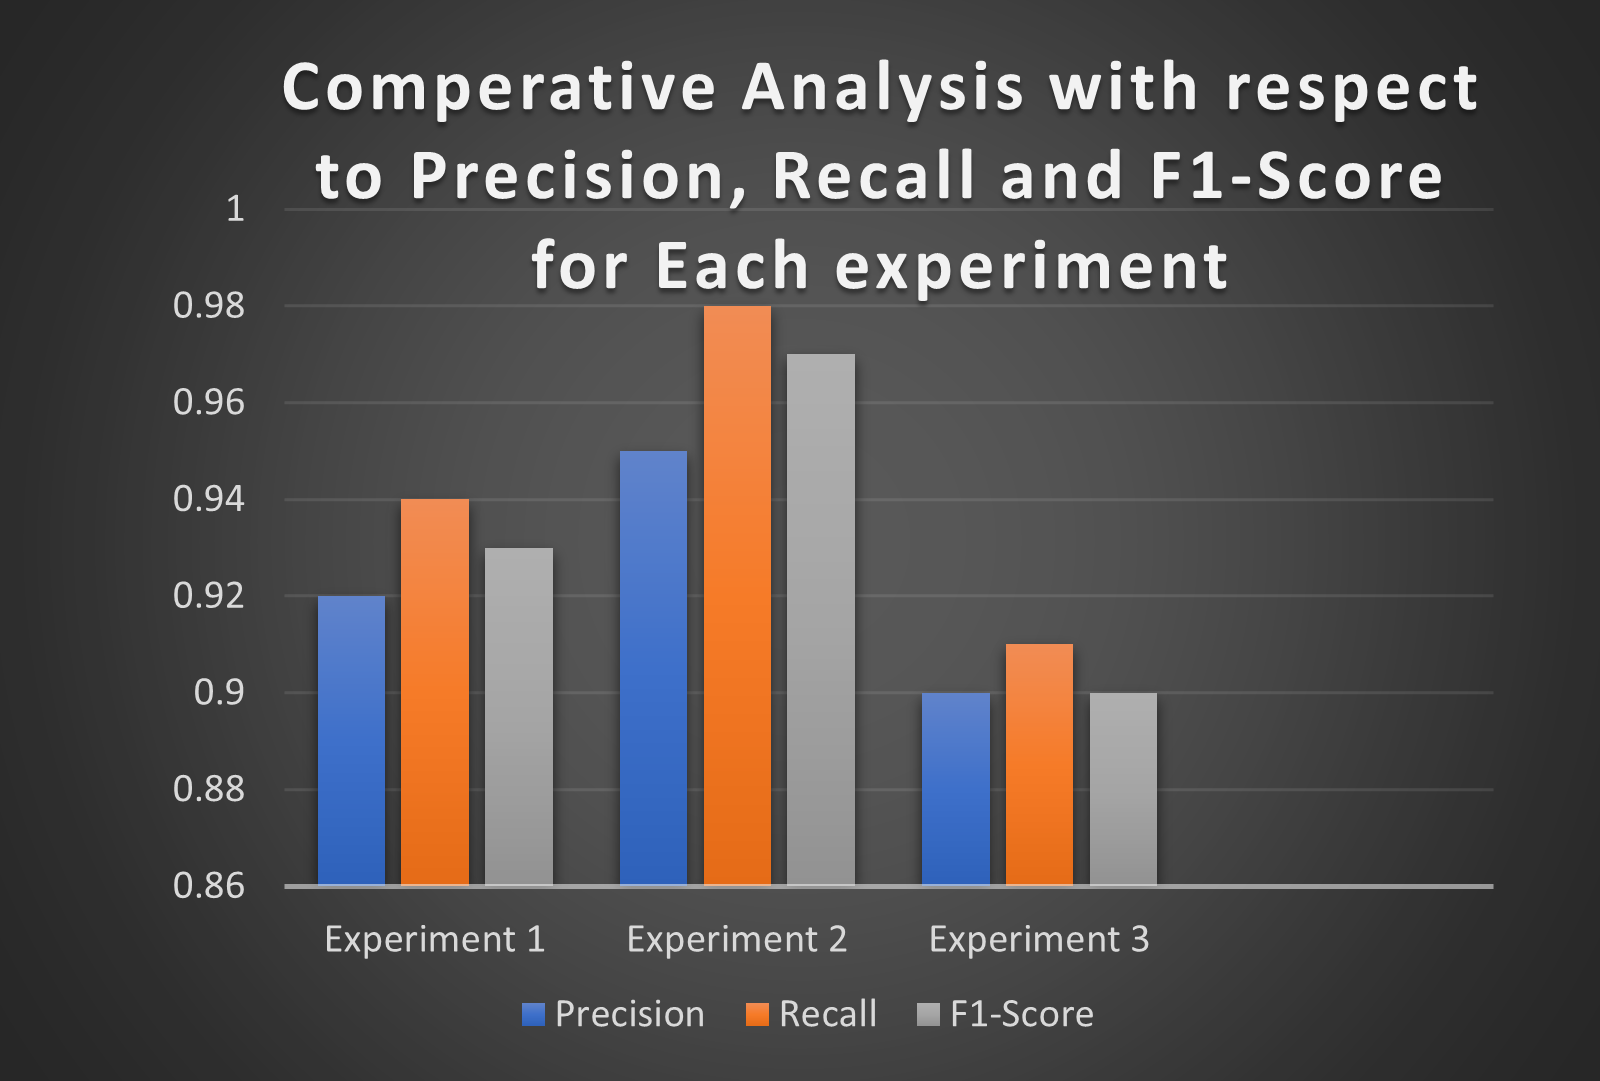 Comperative Analysis with respect
to Precision, Recall and F1-Score
for Each experiment
1
0.98
0.96
0.94
0.92
0.9
0.88
0.86
Experiment 1 Experiment 2 Experiment 3
Precision Recall F1-Score